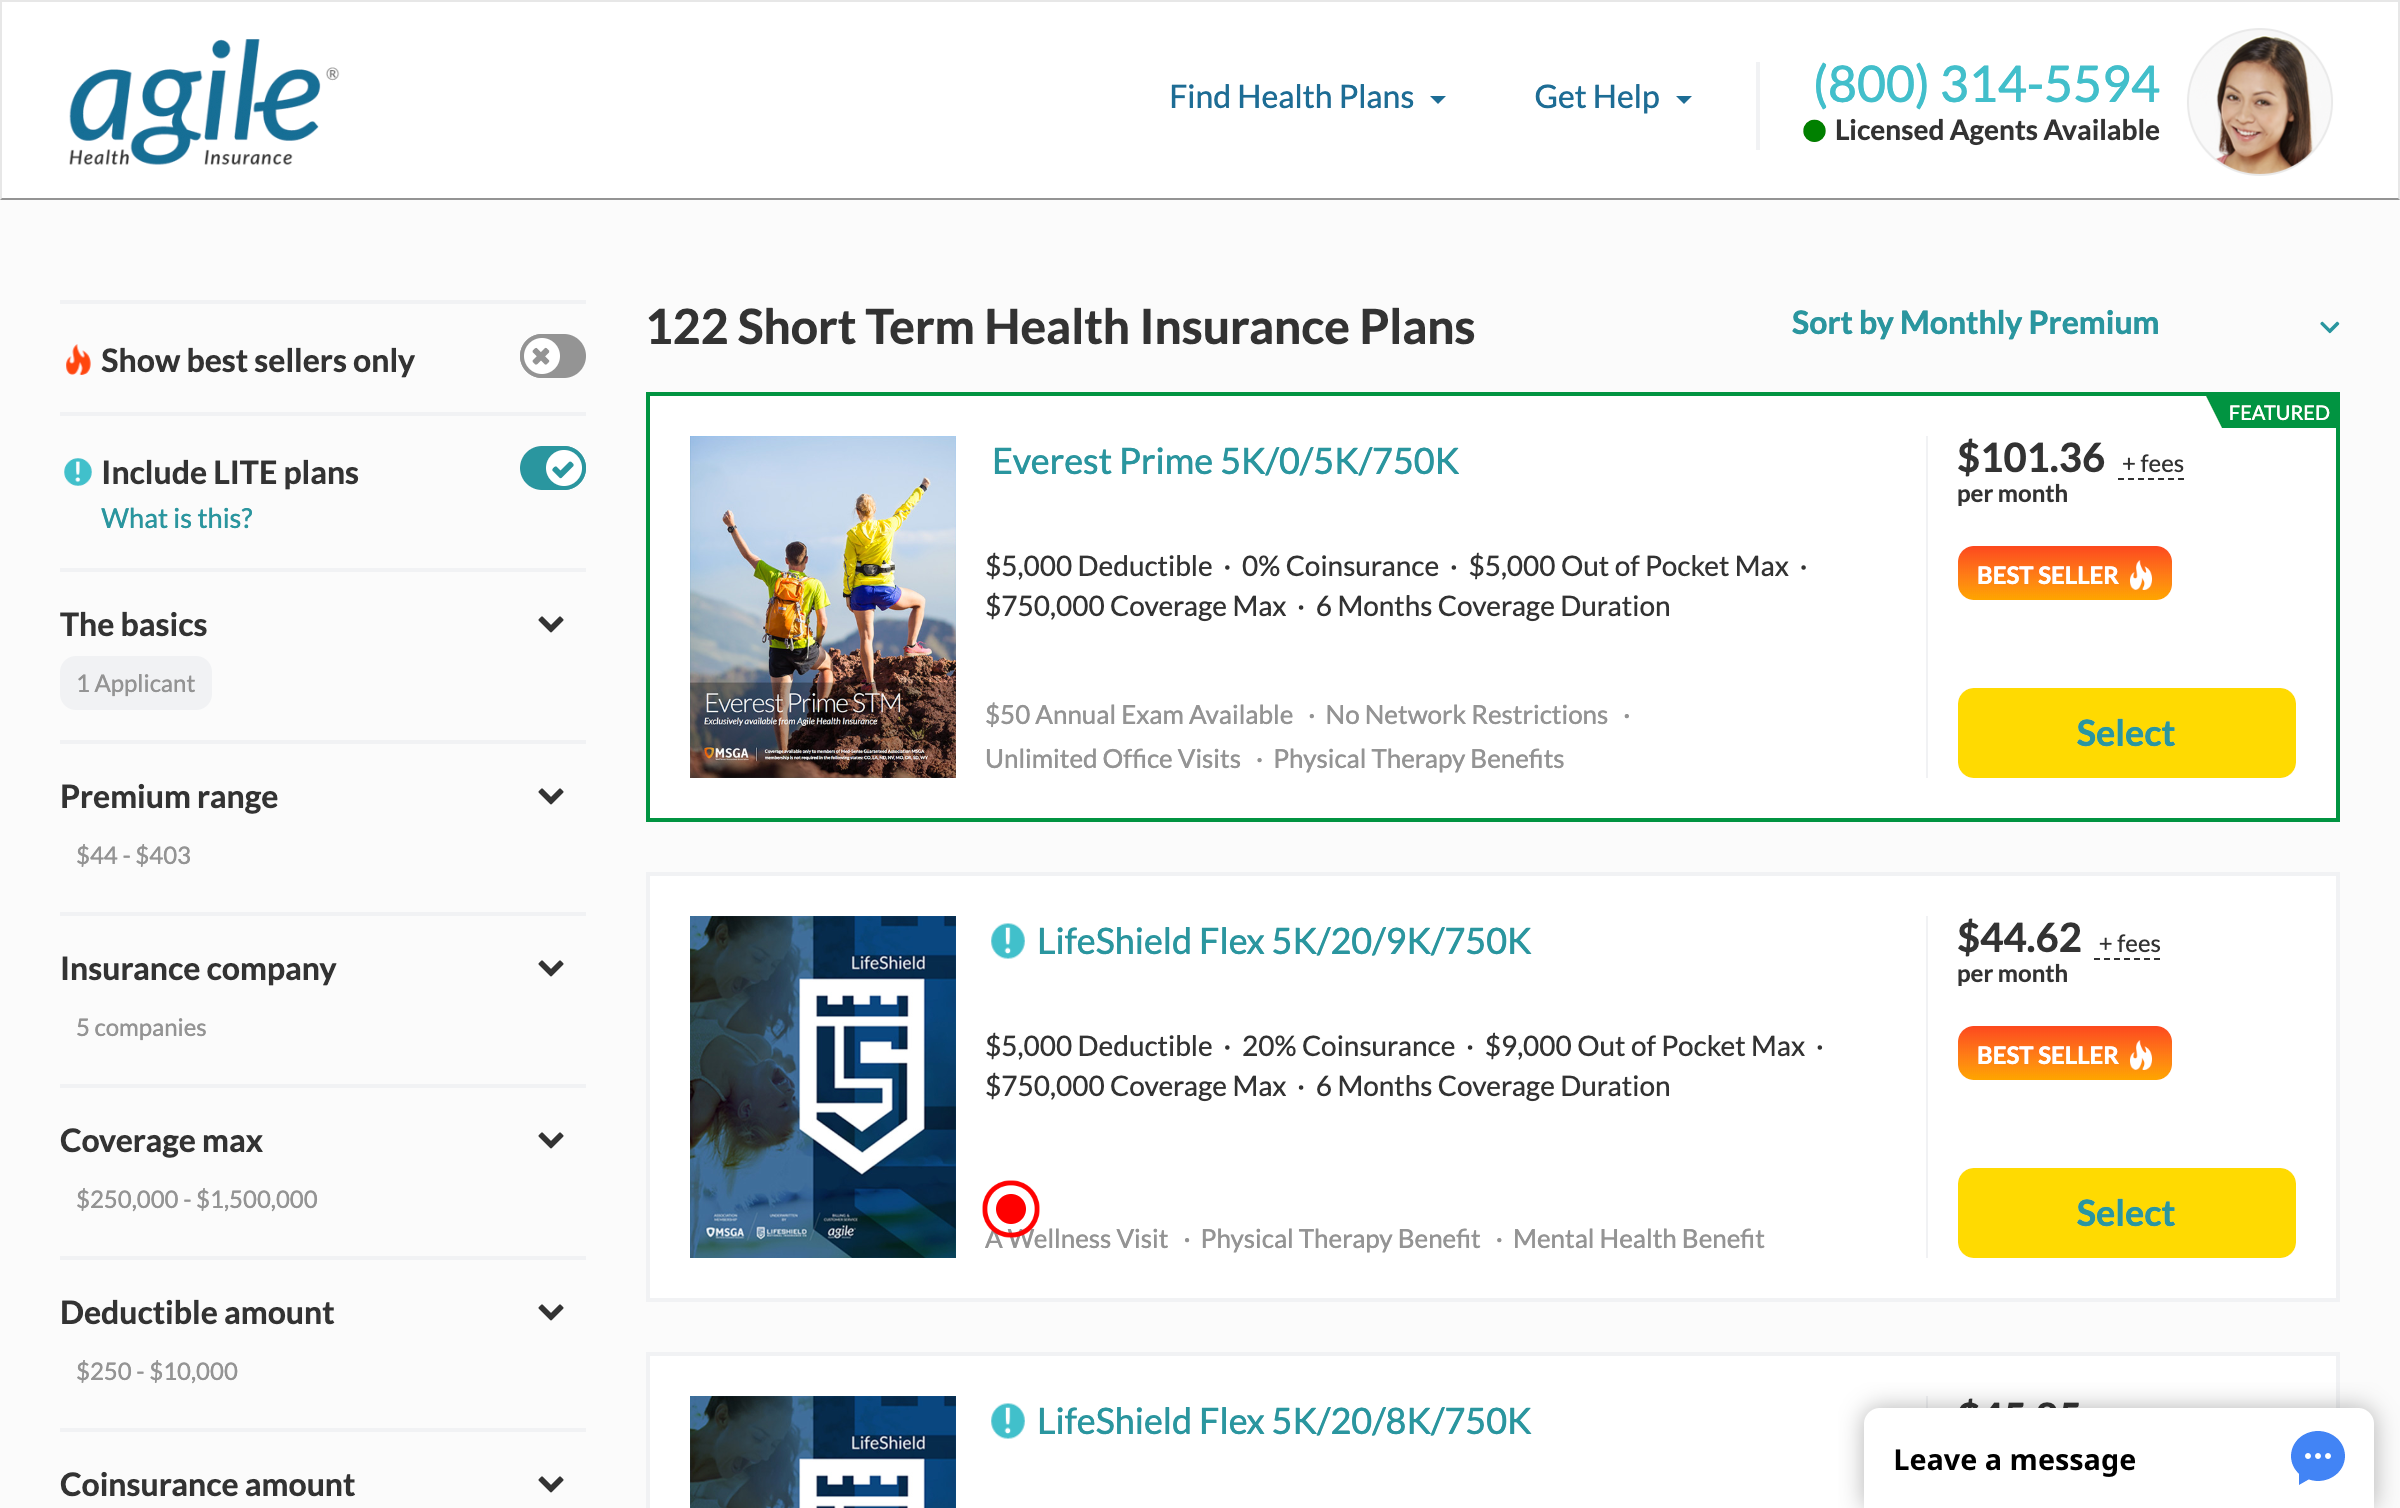 agile®
Health Insurance
Find Health Plans
Get Help
(800) 314-5594
Licensed Agents Available
Show best sellers only
Include LITE plans
What is this?
The basics
1 Applicant
Premium range
$44 - $403
Insurance company
5 companies
Coverage max
$250,000 - $1,500,000
Deductible amount
$250 - $10,000
Coinsurance amount
122 Short Term Health Insurance Plans
Sort by Monthly Premium
FEATURED
Everest Prime STM
Exclusively available from Agile Health Insurance
MSGA
Everest Prime 5K/0/5K/750K
$5,000 Deductible · 0% Coinsurance · $5,000 Out of Pocket Max ·
$750,000 Coverage Max · 6 Months Coverage Duration
$50 Annual Exam Available · No Network Restrictions ·
Unlimited Office Visits · Physical Therapy Benefits
$101.36 + fees
per month
BEST SELLER
Select
LifeShield
MSGA
LIFESHIELD
agile
LifeShield Flex 5K/20/9K/750K
$5,000 Deductible · 20% Coinsurance · $9,000 Out of Pocket Max ·
$750,000 Coverage Max · 6 Months Coverage Duration
A Wellness Visit · Physical Therapy Benefit · Mental Health Benefit
$44.62 + fees
per month
BEST SELLER
Select
LifeShield
LifeShield Flex 5K/20/8K/750K
Leave a message